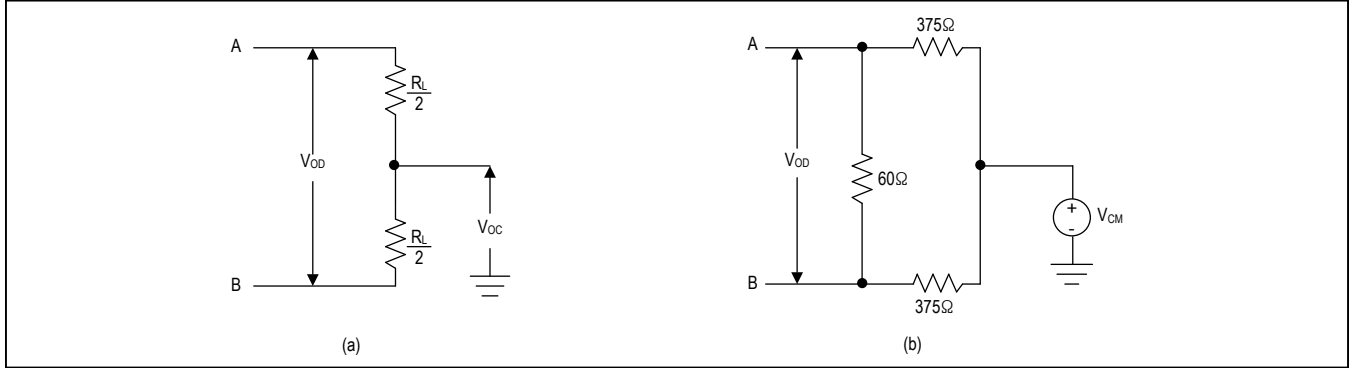 A
R_L
2
V_OD
R_L
2
V_OC
B
(a)
375Ω
A
V_OD
60Ω
+
-
V_CM
B
375Ω
(b)